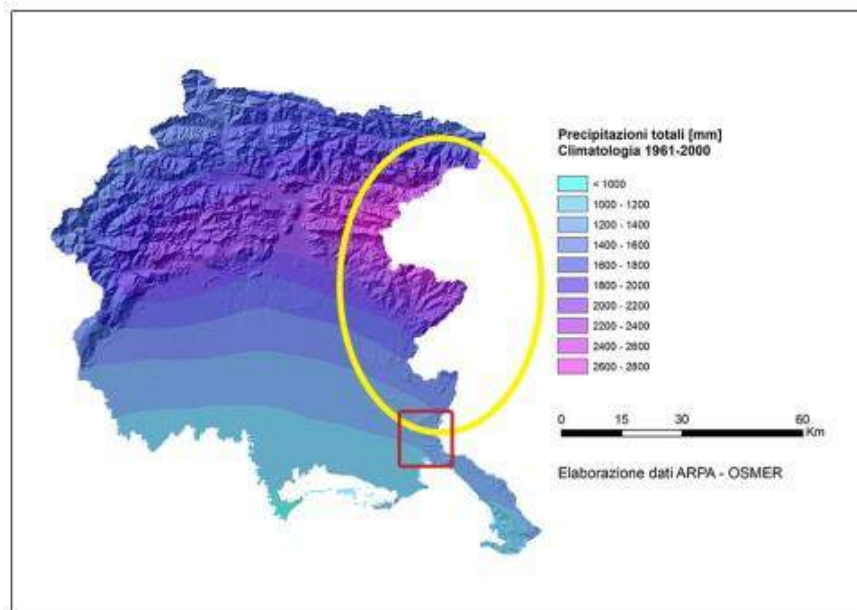 Precipitazioni totali [mm]
Climatologia 1961-2000
< 1000
1000 - 1200
1200 - 1400
1400 - 1600
1600 - 1800
1800 - 2000
2000 - 2200
2200 - 2400
2400 - 2600
2600 - 2800
0 15 30 60
Km
Elaborazione dati ARPA - OSMER